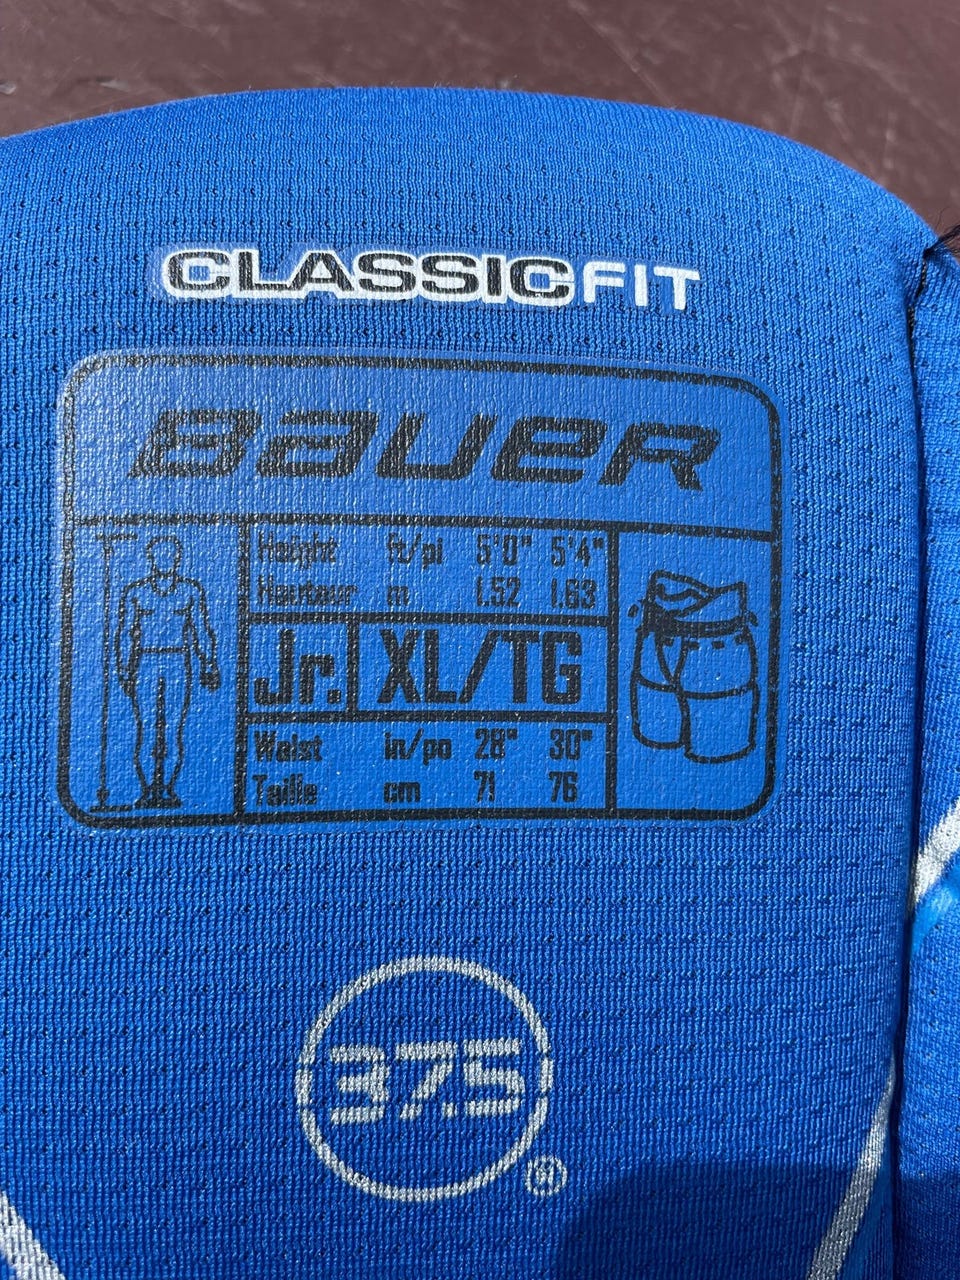 CLASSICFIT
BAUER
Height ft/pi 5'0" 5'4"
Hauteur m 1.52 1.63
Jr. XL/TG
Waist in/po 28" 30"
Taille cm 71 76
37.5